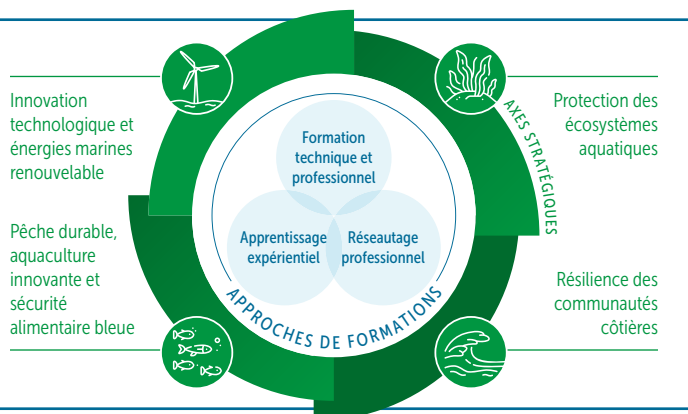 Innovation
technologique et
énergies marines
renouvelable
Pêche durable,
aquaculture
innovante et
sécurité
alimentaire bleue
Formation
technique et
professionnel
Apprentissage
expérientiel
Réseautage
professionnel
APPROCHES DE FORMATIONS
AXES STRATÉGIQUES
Protection des
écosystèmes
aquatiques
Résilience des
communautés
côtières